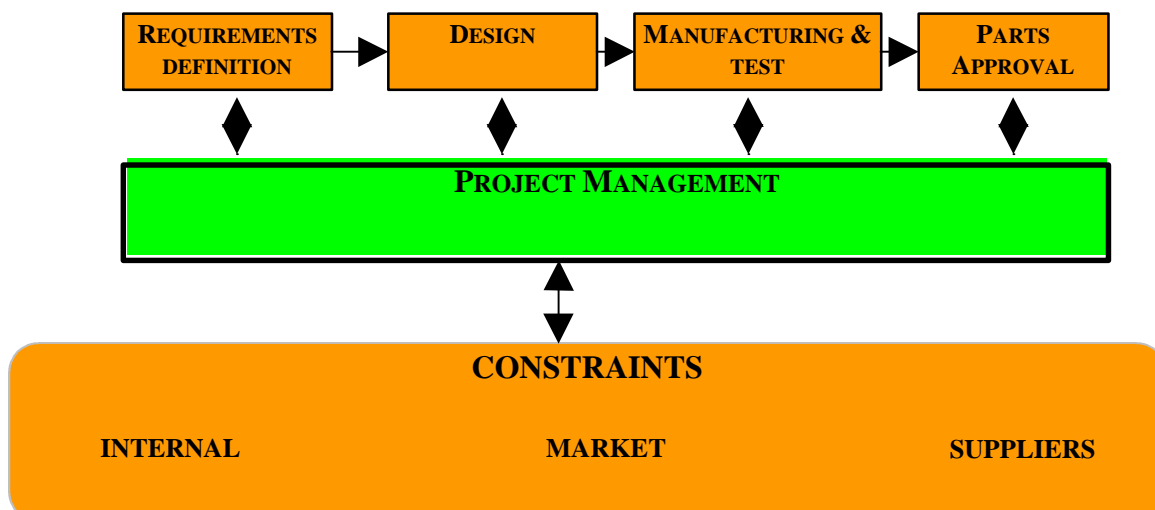 REQUIREMENTS
DEFINITION
DESIGN
MANUFACTURING &
TEST
PARTS
APPROVAL
PROJECT MANAGEMENT
CONSTRAINTS
INTERNAL
MARKET
SUPPLIERS